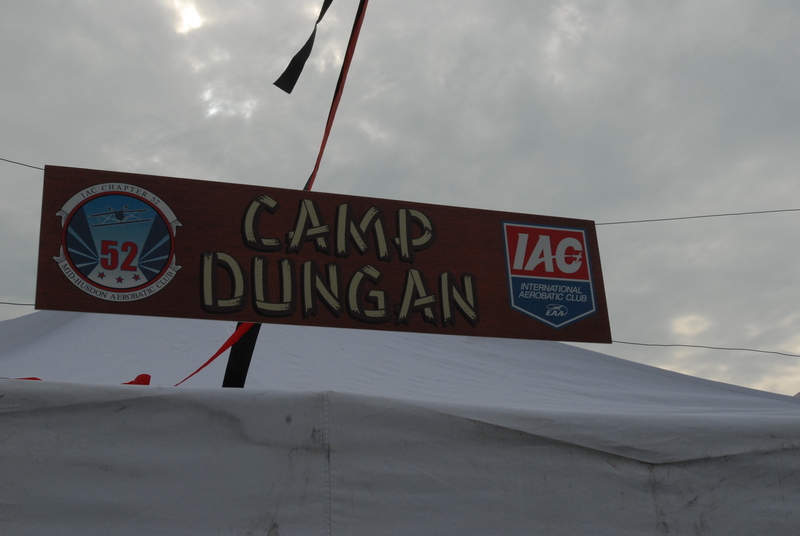 IAC CHAPTER 52
52
MID-HUDSON AEROBATIC CLUB
CAMP
DUNGAN
IAC
INTERNATIONAL
AEROBATIC CLUB
EAA